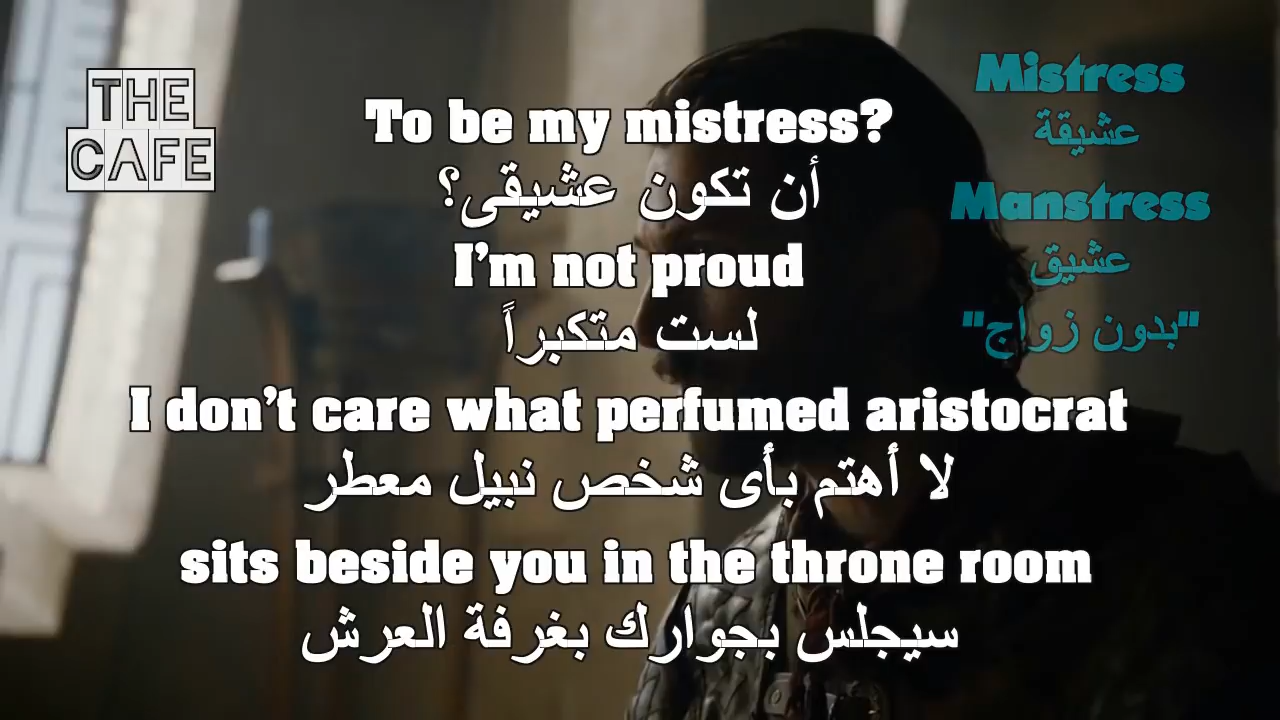 THE
CAFE
To be my mistress?
أن تكون عشيقى؟
I'm not proud
لست متكبراً
I don't care what perfumed aristocrat
لا أهتم بأى شخص نبيل معطر
sits beside you in the throne room
سيجلس بجوارك بغرفة العرش
Mistress
عشيقة
Manstress
عشيق
"بدون زواج"